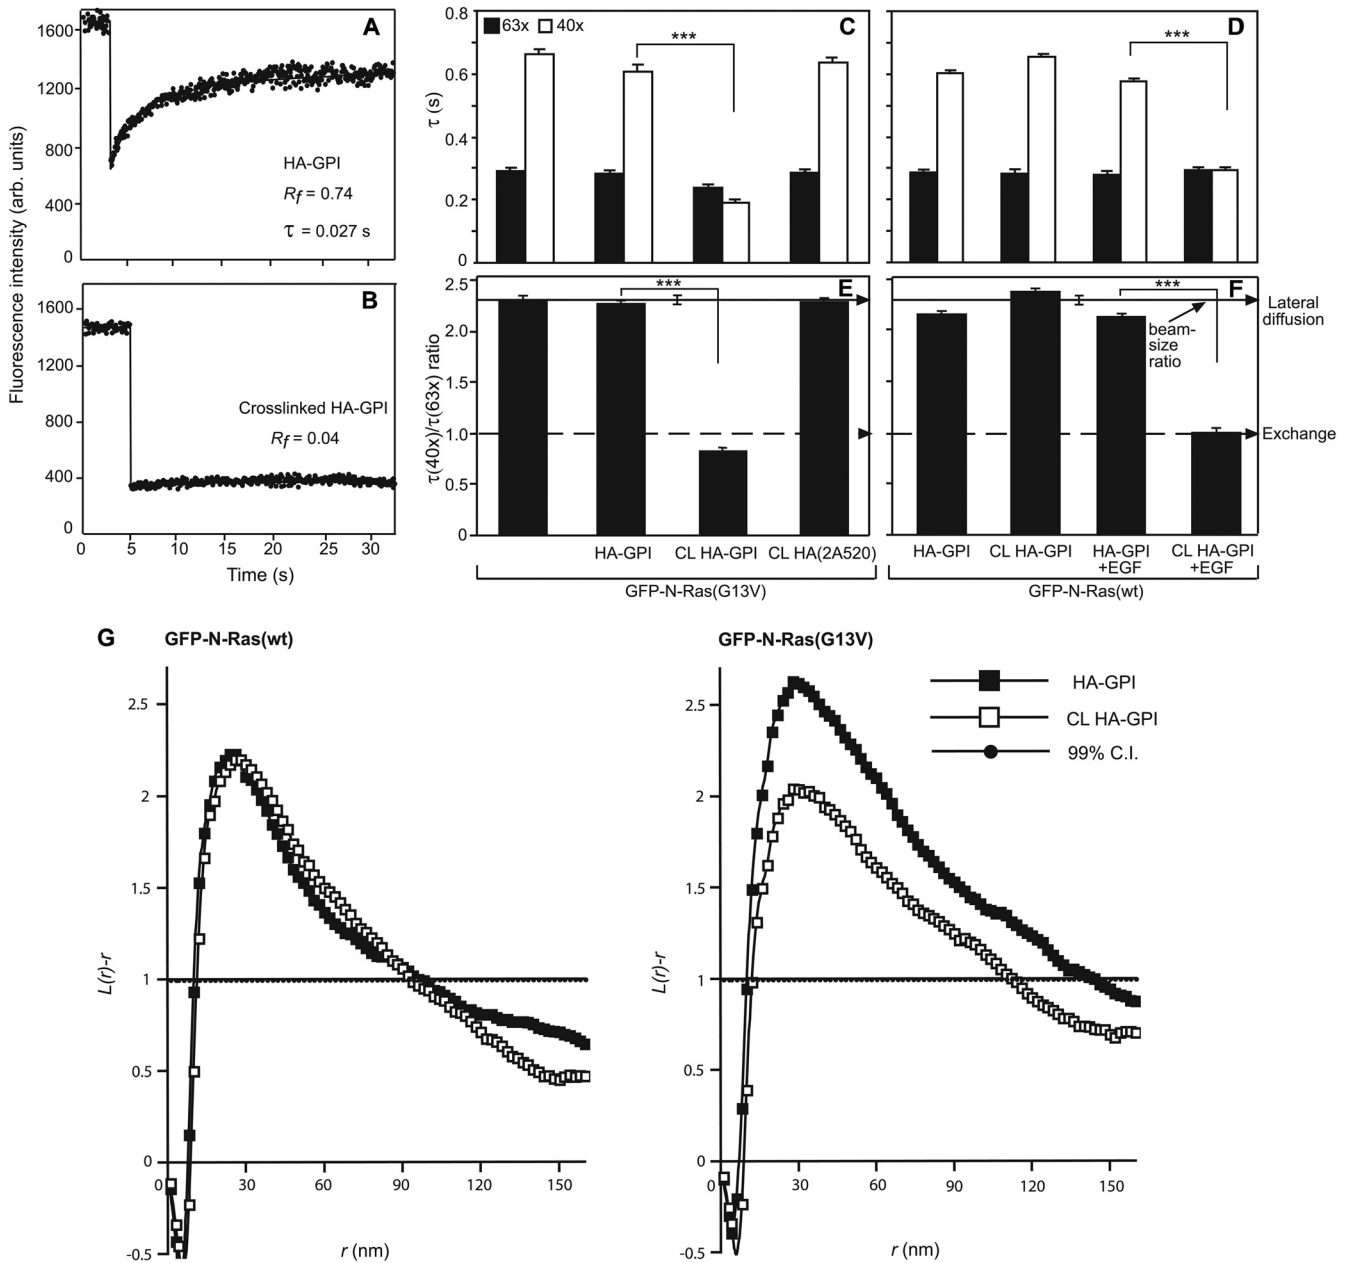 A
1600
1200
800
400
0
HA-GPI
Rf = 0.74
τ = 0.027 s
B
1600
1200
800
400
0
Crosslinked HA-GPI
Rf = 0.04
0 5 10 15 20 25 30
Time (s)
Fluorescence intensity (arb. units)
C
63x 40x
***
0.8
0.6
0.4
0.2
0
τ (s)
D
***
E
***
2.5
2.0
1.5
1.0
0.5
0
τ(40x)/τ(63x) ratio
HA-GPI CL HA-GPI CL HA(2A520)
GFP-N-Ras(G13V)
F
***
beam-
size
ratio
Lateral
diffusion
Exchange
HA-GPI CL HA-GPI HA-GPI
+EGF CL HA-GPI
+EGF
GFP-N-Ras(wt)
G
GFP-N-Ras(wt)
2.5
2
1.5
1
0.5
0
-0.5
L(r)-r
0 30 60 90 120 150
r (nm)
GFP-N-Ras(G13V)
2.5
2
1.5
1
0.5
0
-0.5
L(r)-r
0 30 60 90 120 150
r (nm)
HA-GPI
CL HA-GPI
99% C.I.